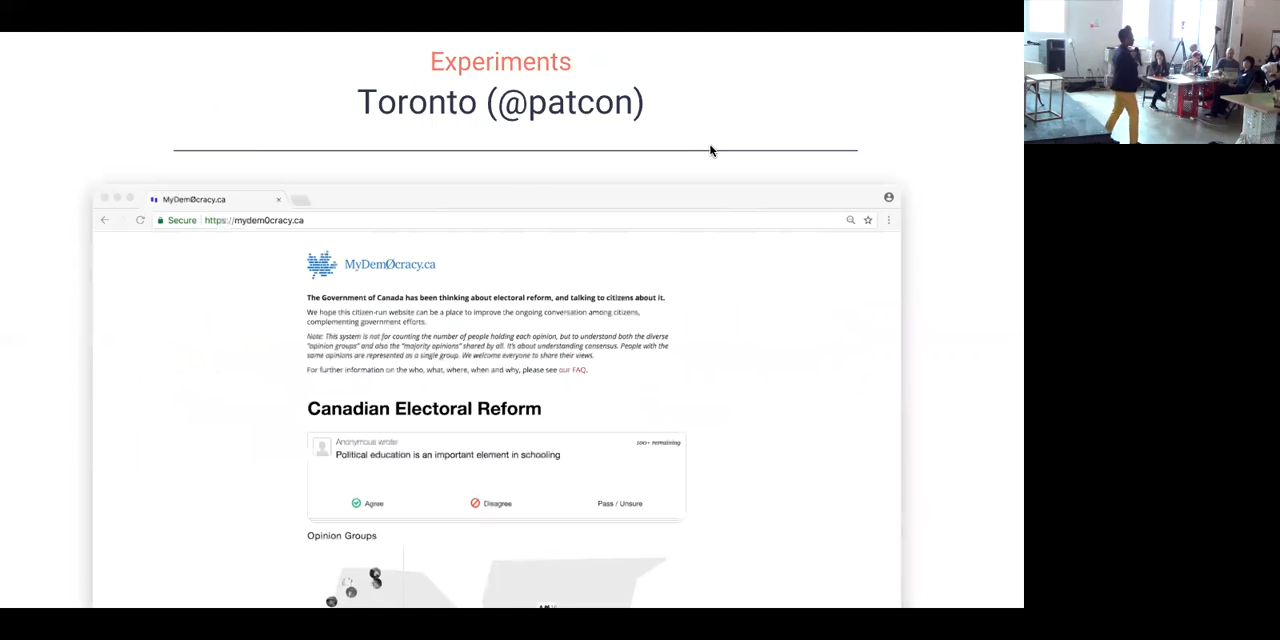 Experiments
Toronto (@patcon)
MyDemØcracy.ca
Secure
https://mydem0cracy.ca
MyDemØcracy.ca
The Government of Canada has been thinking about electoral reform, and talking to citizens about it.
We hope this citizen-run website can be a place to improve the ongoing conversation among citizens,
complementing government efforts.
Note: This system is not for counting the number of people holding each opinion, but to understand both the diverse
"opinion groups" and also the "majority opinions" shared by all. It's about understanding consensus. People with the
same opinions are represented as a single group. We welcome everyone to share their views.
For further information on the who, what, where, when and why, please see our FAQ.
Canadian Electoral Reform
Anonymous wrote:
100+ remaining
Political education is an important element in schooling
Agree
Disagree
Pass / Unsure
Opinion Groups